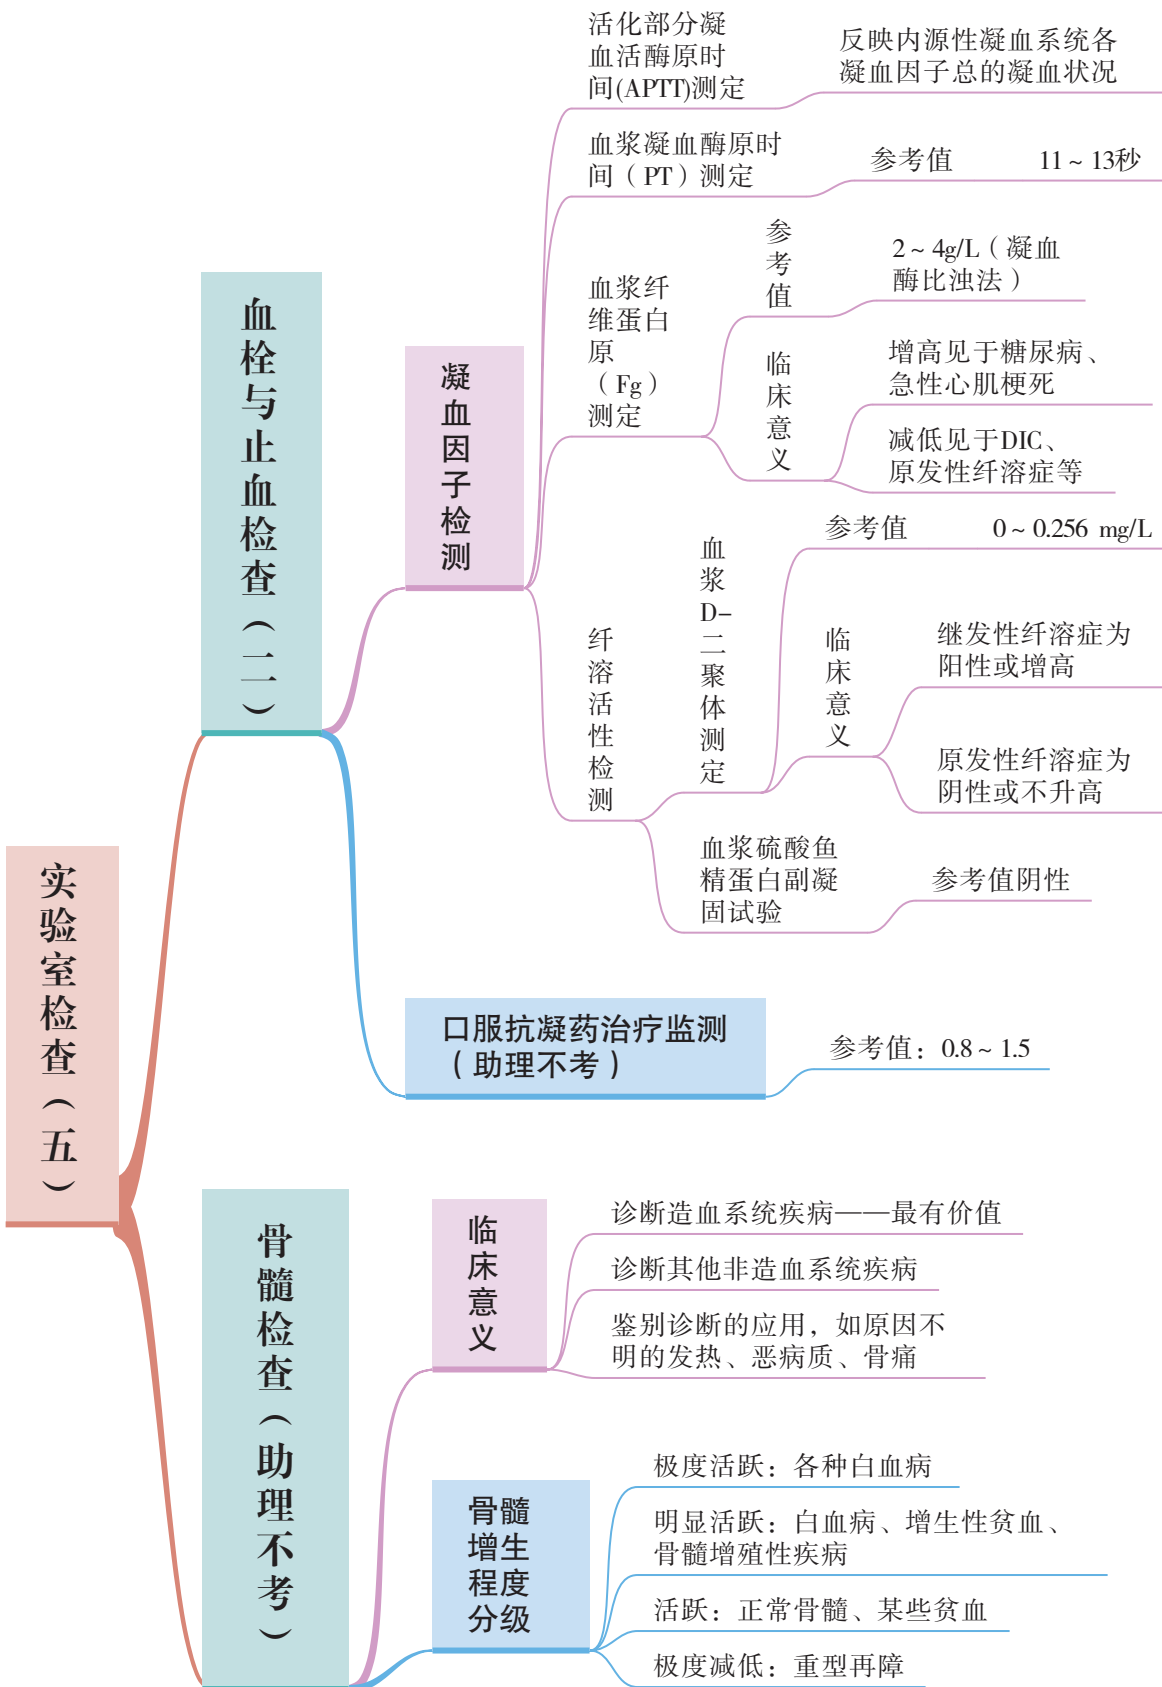 实验室检查（五）
血栓与止血检查（二）
凝血因子检测
活化部分凝
血活酶原时
间(APTT)测定
反映内源性凝血系统各
凝血因子总的凝血状况
血浆凝血酶原时
间（PT）测定
参考值 11～13秒
血浆纤
维蛋白
原
（Fg）
测定
参考值
2～4g/L（凝血
酶比浊法）
临床意义
增高见于糖尿病、
急性心肌梗死
减低见于DIC、
原发性纤溶症等
纤溶活性检测
血浆D-二聚体测定
参考值 0～0.256 mg/L
临床意义
继发性纤溶症为
阳性或增高
原发性纤溶症为
阴性或不升高
血浆硫酸鱼
精蛋白副凝
固试验
参考值阴性
口服抗凝药治疗监测
（助理不考）
参考值：0.8～1.5
骨髓检查（助理不考）
临床意义
诊断造血系统疾病——最有价值
诊断其他非造血系统疾病
鉴别诊断的应用，如原因不
明的发热、恶病质、骨痛
骨髓
增生
程度
分级
极度活跃：各种白血病
明显活跃：白血病、增生性贫血、
骨髓增殖性疾病
活跃：正常骨髓、某些贫血
极度减低：重型再障